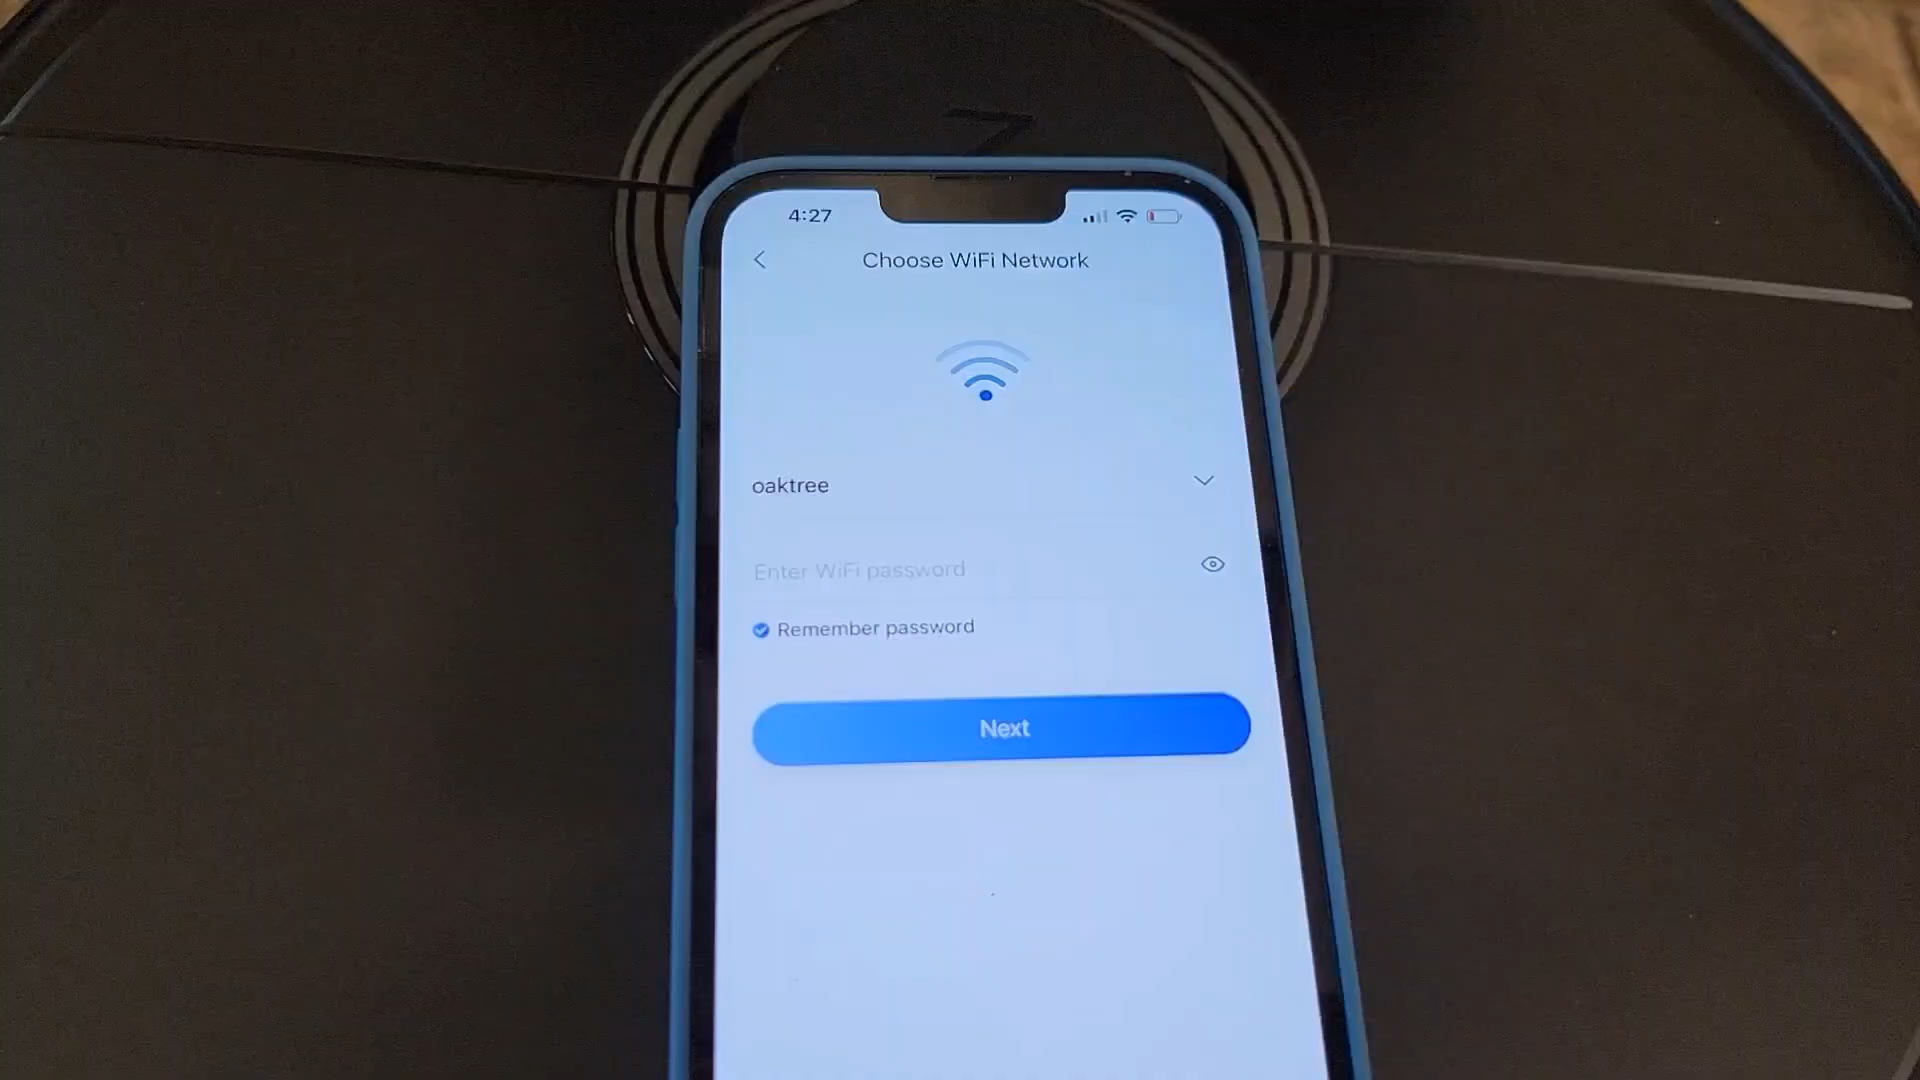 4:27
Choose WiFi Network
oaktree
Enter WiFi password
Remember password
Next